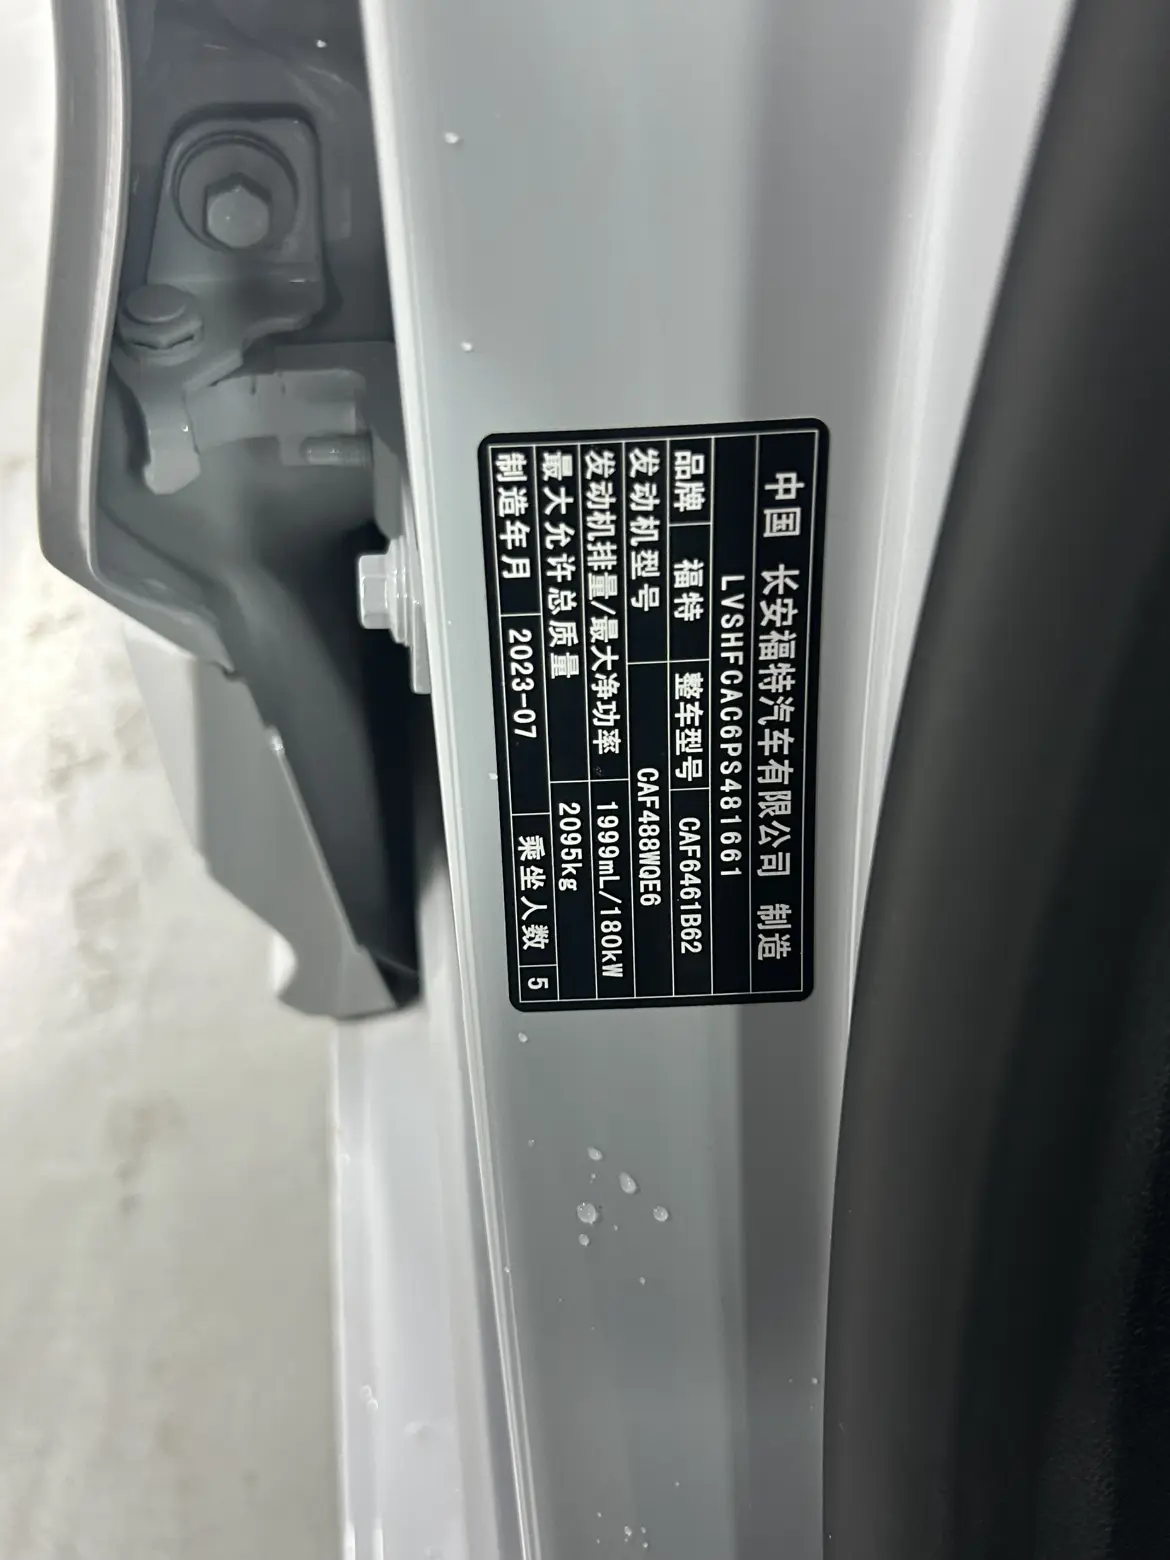 中国 长安福特汽车有限公司 制造
LVSHFCAC6PS481661
品牌 福特 整车型号 CAF6461B62
发动机型号 CAF488WQE6
发动机排量/最大净功率 1999mL/180kW
最大允许总质量 2095kg
制造年月 2023-07 乘坐人数 5